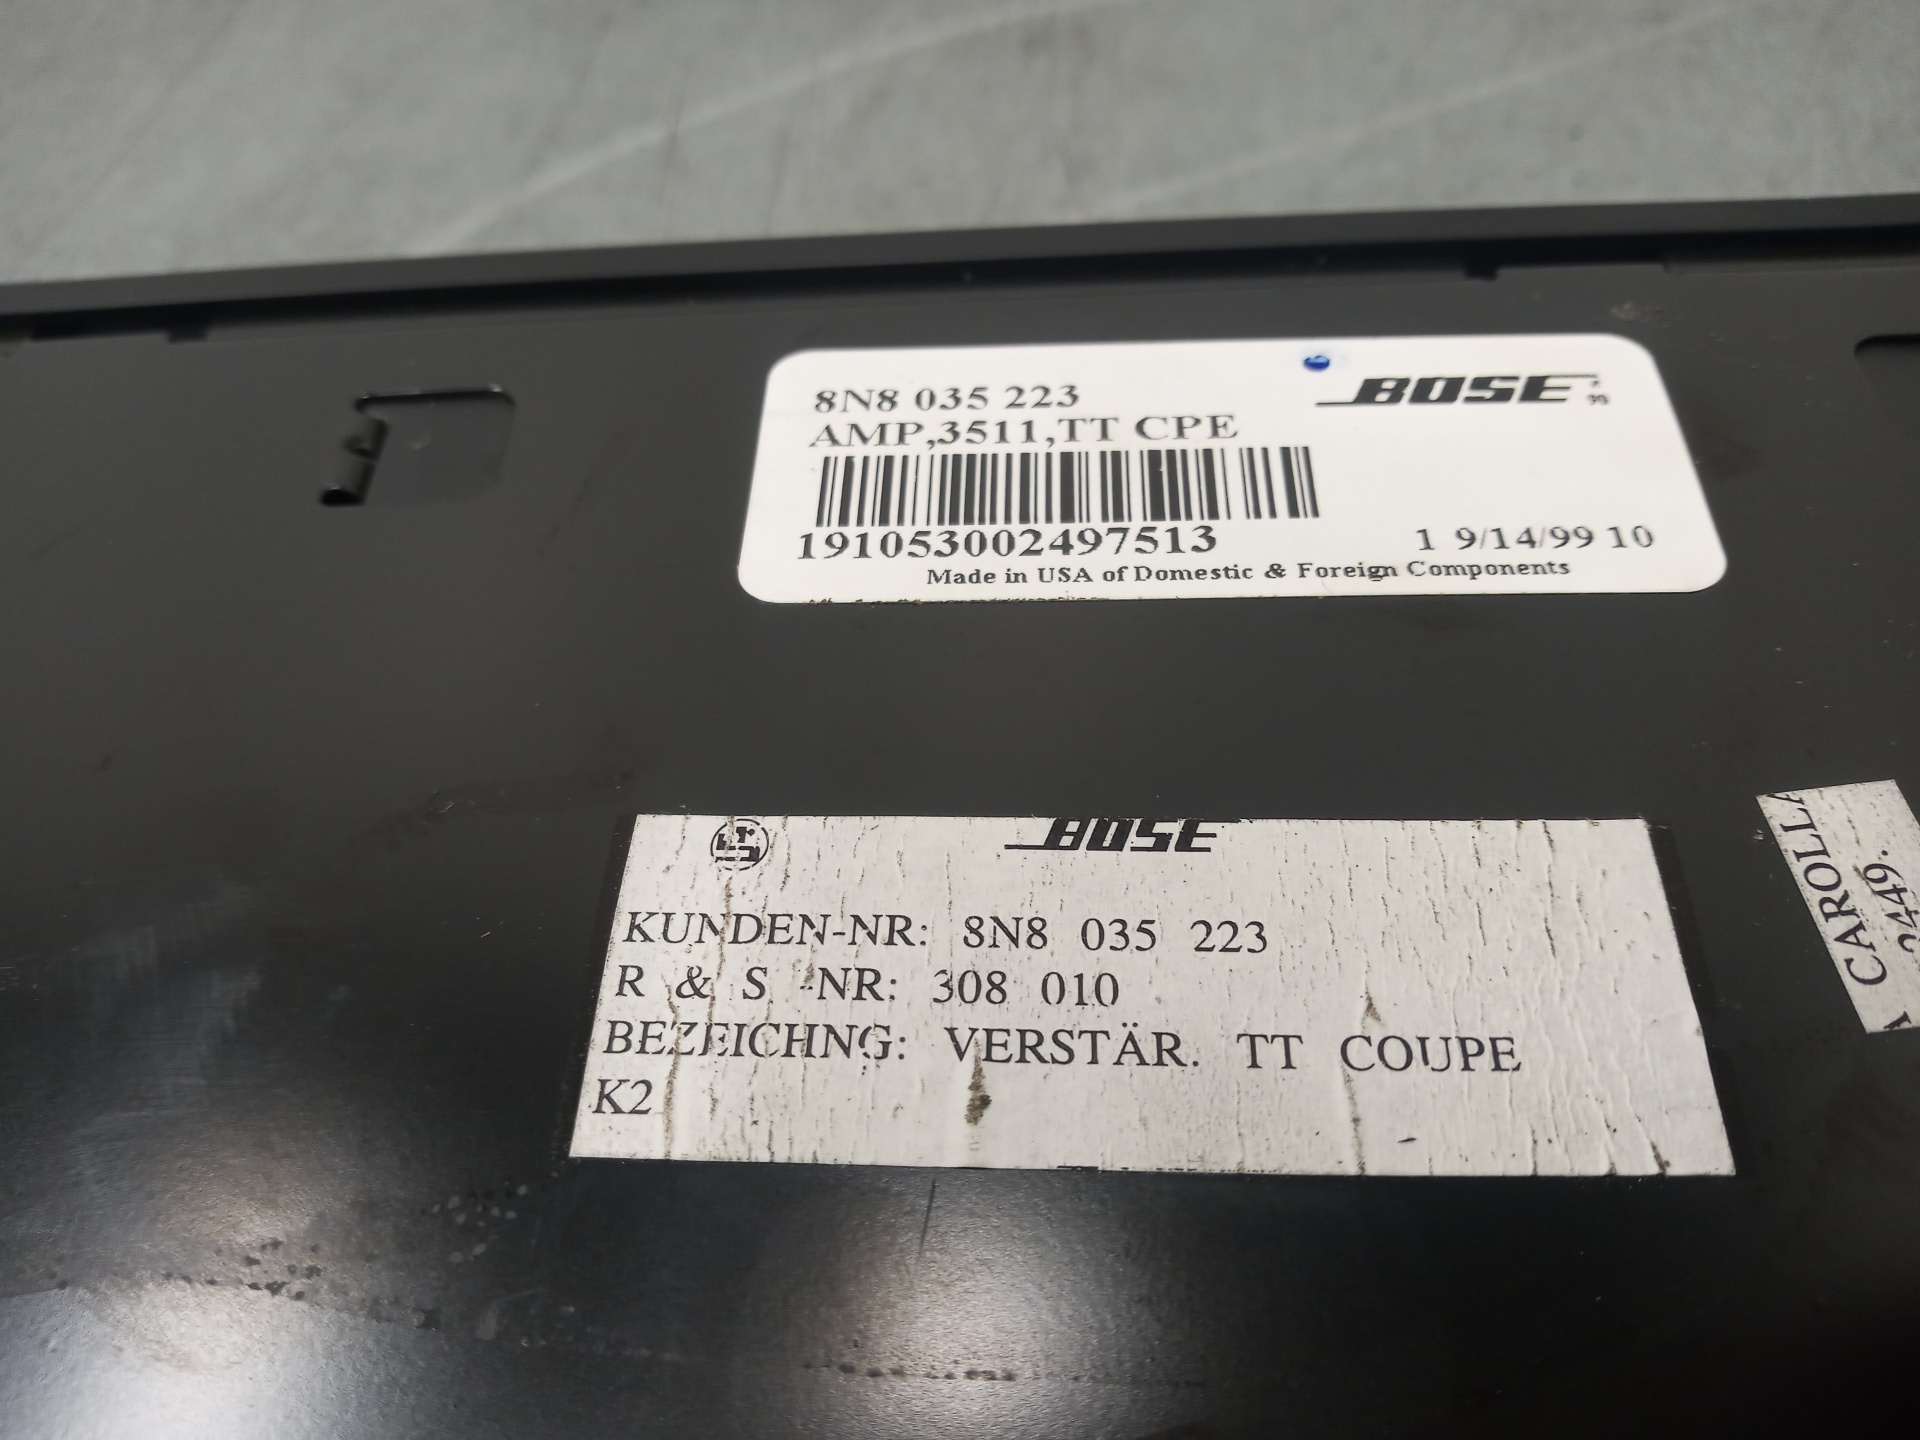 8N8 035 223
BOSE
AMP,3511,TT CPE
191053002497513
1 9/14/99 10
Made in USA of Domestic & Foreign Components
BOSE
KUNDEN-NR: 8N8 035 223
R & S -NR: 308 010
BEZEICHNG: VERSTÄR. TT COUPE
K2
CAROLLA
2449.